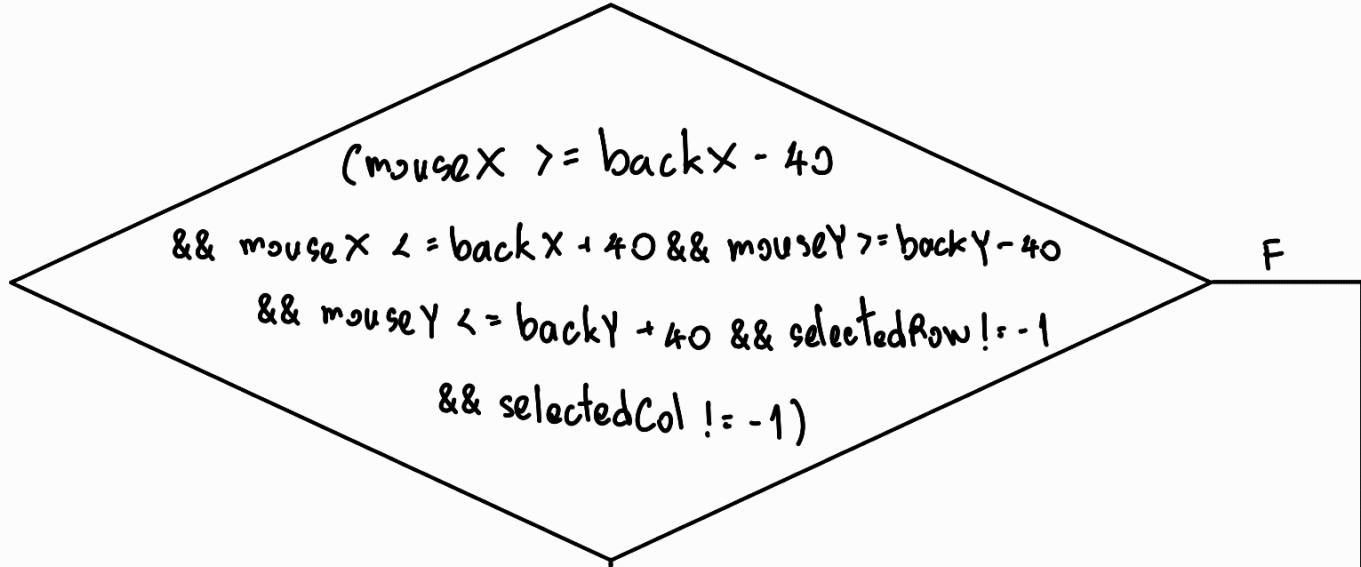 (mouseX >= backX - 40
&& mouseX <= backX + 40 && mouseY >= backY - 40
F
&& mouseY <= backY + 40 && selectedRow != -1
&& selectedCol != -1)